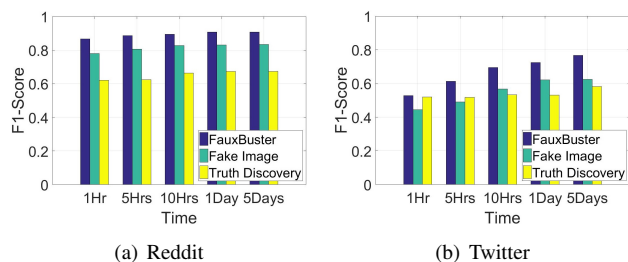 1
0.8
0.6
0.4
0.2
0
F1-Score
FauxBuster
Fake Image
Truth Discovery
1Hr 5Hrs 10Hrs 1Day 5Days
Time
(a) Reddit
1
0.8
0.6
0.4
0.2
0
F1-Score
FauxBuster
Fake Image
Truth Discovery
1Hr 5Hrs 10Hrs 1Day 5Days
Time
(b) Twitter